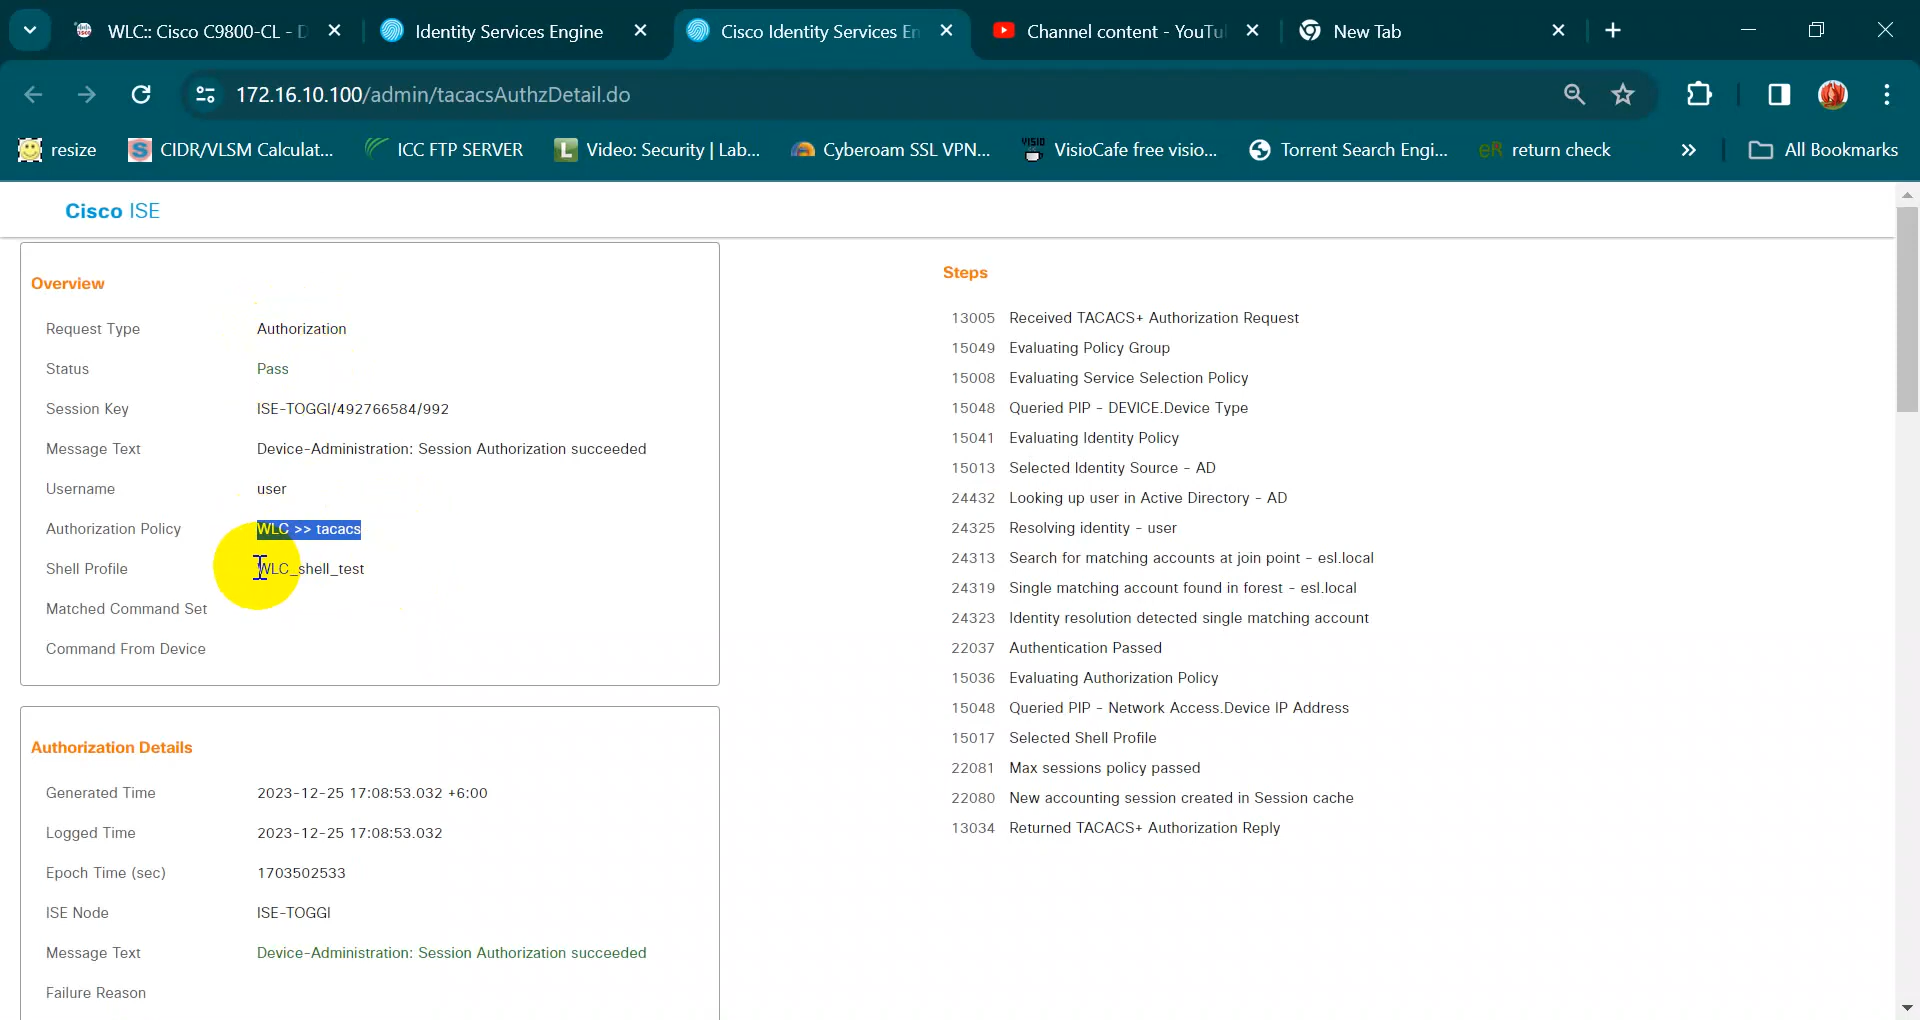 WLC:: Cisco C9800-CL - D
Identity Services Engine
Cisco Identity Services En
Channel content - YouTu
New Tab
172.16.10.100/admin/tacacsAuthzDetail.do
resize
CIDR/VLSM Calculat...
ICC FTP SERVER
L Video: Security | Lab...
Cyberoam SSL VPN...
VISIO VisioCafe free visio...
Torrent Search Engi...
eR return check
»
All Bookmarks
Cisco ISE
Overview
Request Type Authorization
Status Pass
Session Key ISE-TOGGI/492766584/992
Message Text Device-Administration: Session Authorization succeeded
Username user
Authorization Policy WLC >> tacacs
Shell Profile WLC_shell_test
Matched Command Set
Command From Device
Authorization Details
Generated Time 2023-12-25 17:08:53.032 +6:00
Logged Time 2023-12-25 17:08:53.032
Epoch Time (sec) 1703502533
ISE Node ISE-TOGGI
Message Text Device-Administration: Session Authorization succeeded
Failure Reason
Steps
13005 Received TACACS+ Authorization Request
15049 Evaluating Policy Group
15008 Evaluating Service Selection Policy
15048 Queried PIP - DEVICE.Device Type
15041 Evaluating Identity Policy
15013 Selected Identity Source - AD
24432 Looking up user in Active Directory - AD
24325 Resolving identity - user
24313 Search for matching accounts at join point - esl.local
24319 Single matching account found in forest - esl.local
24323 Identity resolution detected single matching account
22037 Authentication Passed
15036 Evaluating Authorization Policy
15048 Queried PIP - Network Access.Device IP Address
15017 Selected Shell Profile
22081 Max sessions policy passed
22080 New accounting session created in Session cache
13034 Returned TACACS+ Authorization Reply